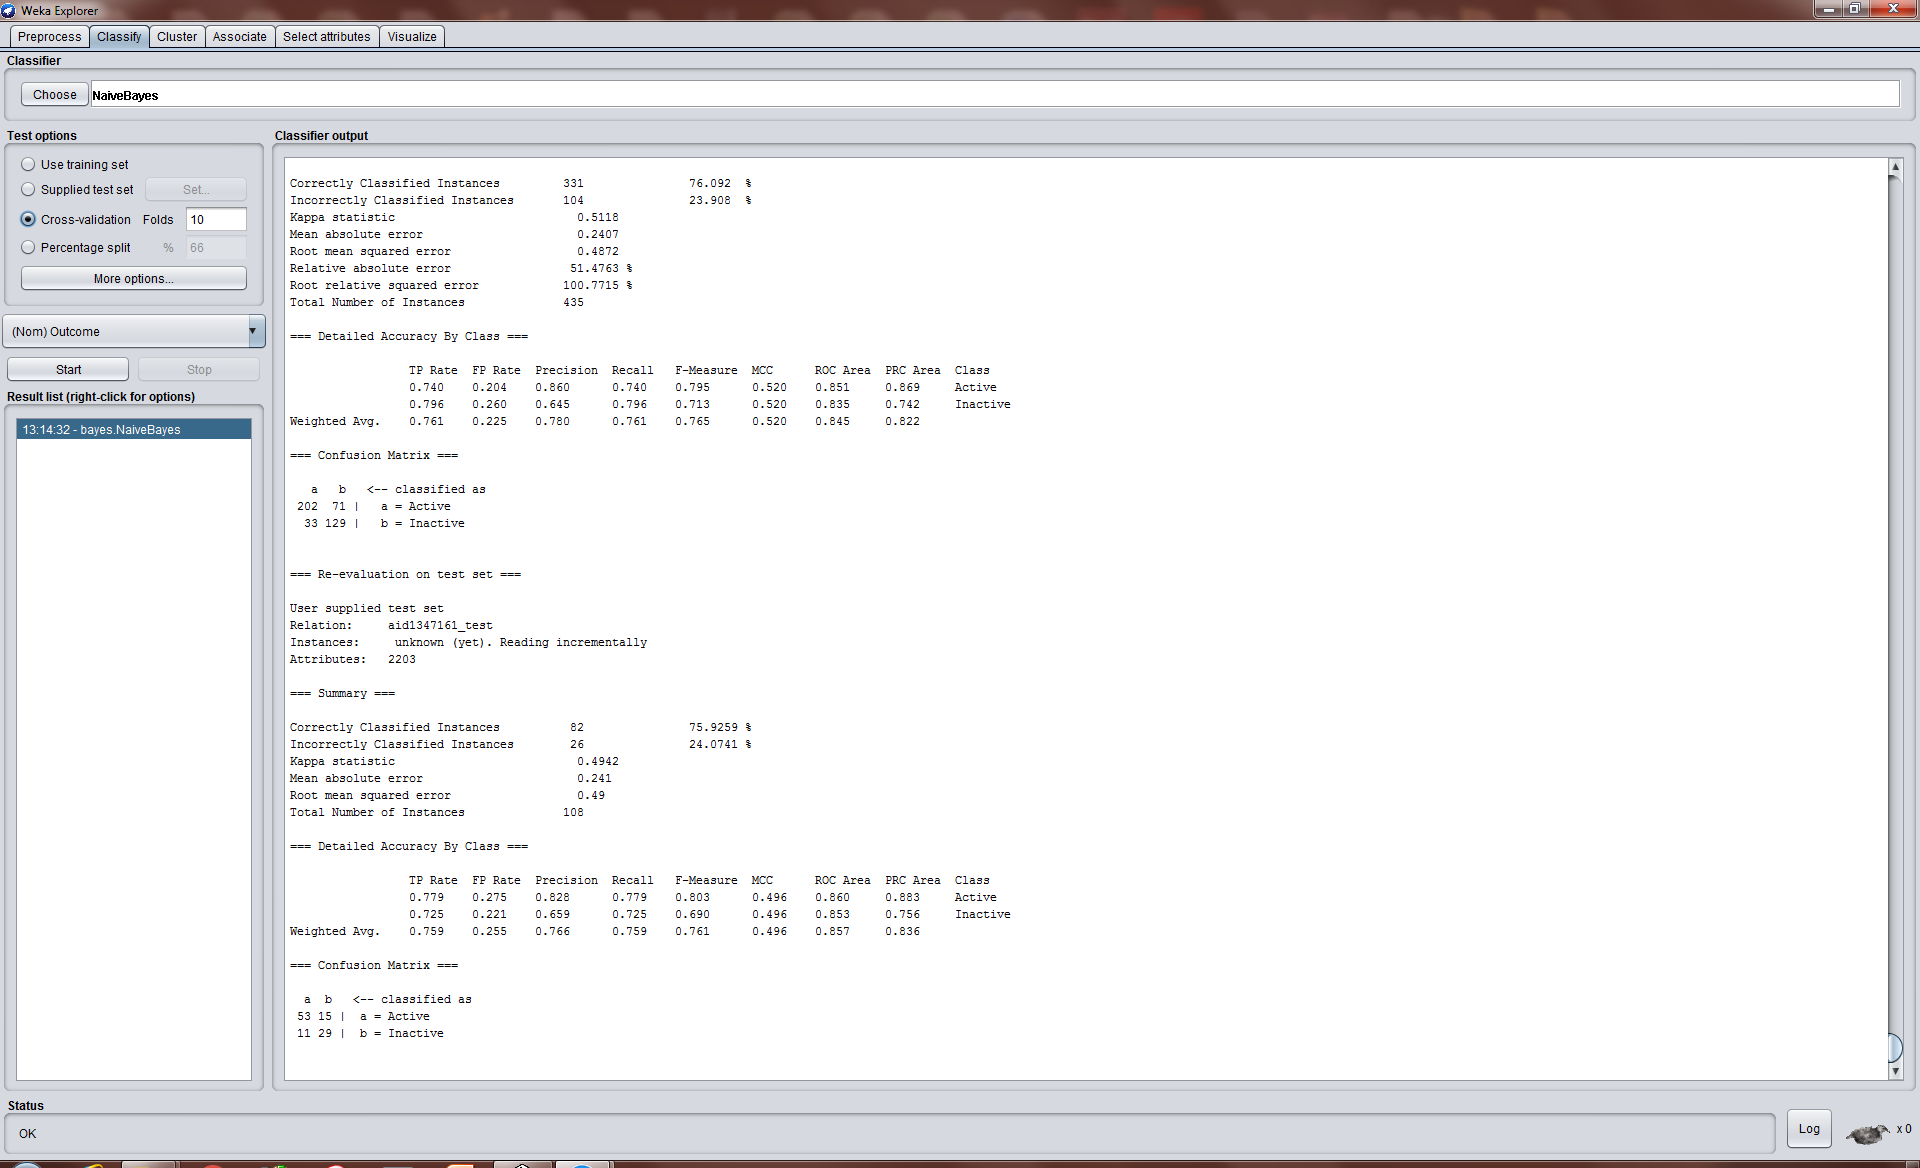 Weka Explorer
Preprocess Classify Cluster Associate Select attributes Visualize
Classifier
Choose NaiveBayes
Test options
Use training set
Supplied test set Set...
Cross-validation Folds 10
Percentage split % 66
More options...
(Nom) Outcome
Start Stop
Result list (right-click for options)
13:14:32 - bayes.NaiveBayes
Classifier output
Correctly Classified Instances 331 76.092 %
Incorrectly Classified Instances 104 23.908 %
Kappa statistic 0.5118
Mean absolute error 0.2407
Root mean squared error 0.4872
Relative absolute error 51.4763 %
Root relative squared error 100.7715 %
Total Number of Instances 435
=== Detailed Accuracy By Class ===
TP Rate FP Rate Precision Recall F-Measure MCC ROC Area PRC Area Class
0.740 0.204 0.860 0.740 0.795 0.520 0.851 0.869 Active
0.796 0.260 0.645 0.796 0.713 0.520 0.835 0.742 Inactive
Weighted Avg. 0.761 0.225 0.780 0.761 0.765 0.520 0.845 0.822
=== Confusion Matrix ===
a b <-- classified as
202 71 | a = Active
33 129 | b = Inactive
=== Re-evaluation on test set ===
User supplied test set
Relation: aid1347161_test
Instances: unknown (yet). Reading incrementally
Attributes: 2203
=== Summary ===
Correctly Classified Instances 82 75.9259 %
Incorrectly Classified Instances 26 24.0741 %
Kappa statistic 0.4942
Mean absolute error 0.241
Root mean squared error 0.49
Total Number of Instances 108
=== Detailed Accuracy By Class ===
TP Rate FP Rate Precision Recall F-Measure MCC ROC Area PRC Area Class
0.779 0.275 0.828 0.779 0.803 0.496 0.860 0.883 Active
0.725 0.221 0.659 0.725 0.690 0.496 0.853 0.756 Inactive
Weighted Avg. 0.759 0.255 0.766 0.759 0.761 0.496 0.857 0.836
=== Confusion Matrix ===
a b <-- classified as
53 15 | a = Active
11 29 | b = Inactive
Status
OK
Log x 0